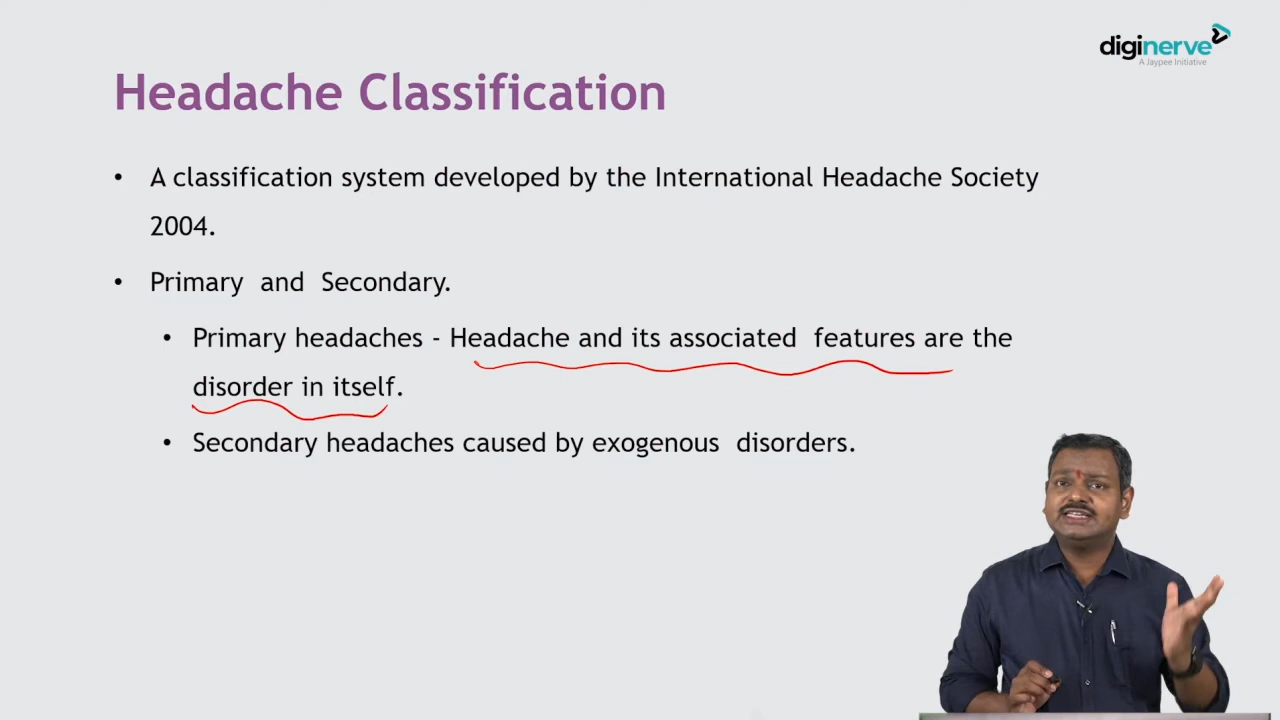 diginerve
A Jaypee Initiative
Headache Classification
• A classification system developed by the International Headache Society
2004.
• Primary and Secondary.
• Primary headaches - Headache and its associated features are the
disorder in itself.
• Secondary headaches caused by exogenous disorders.